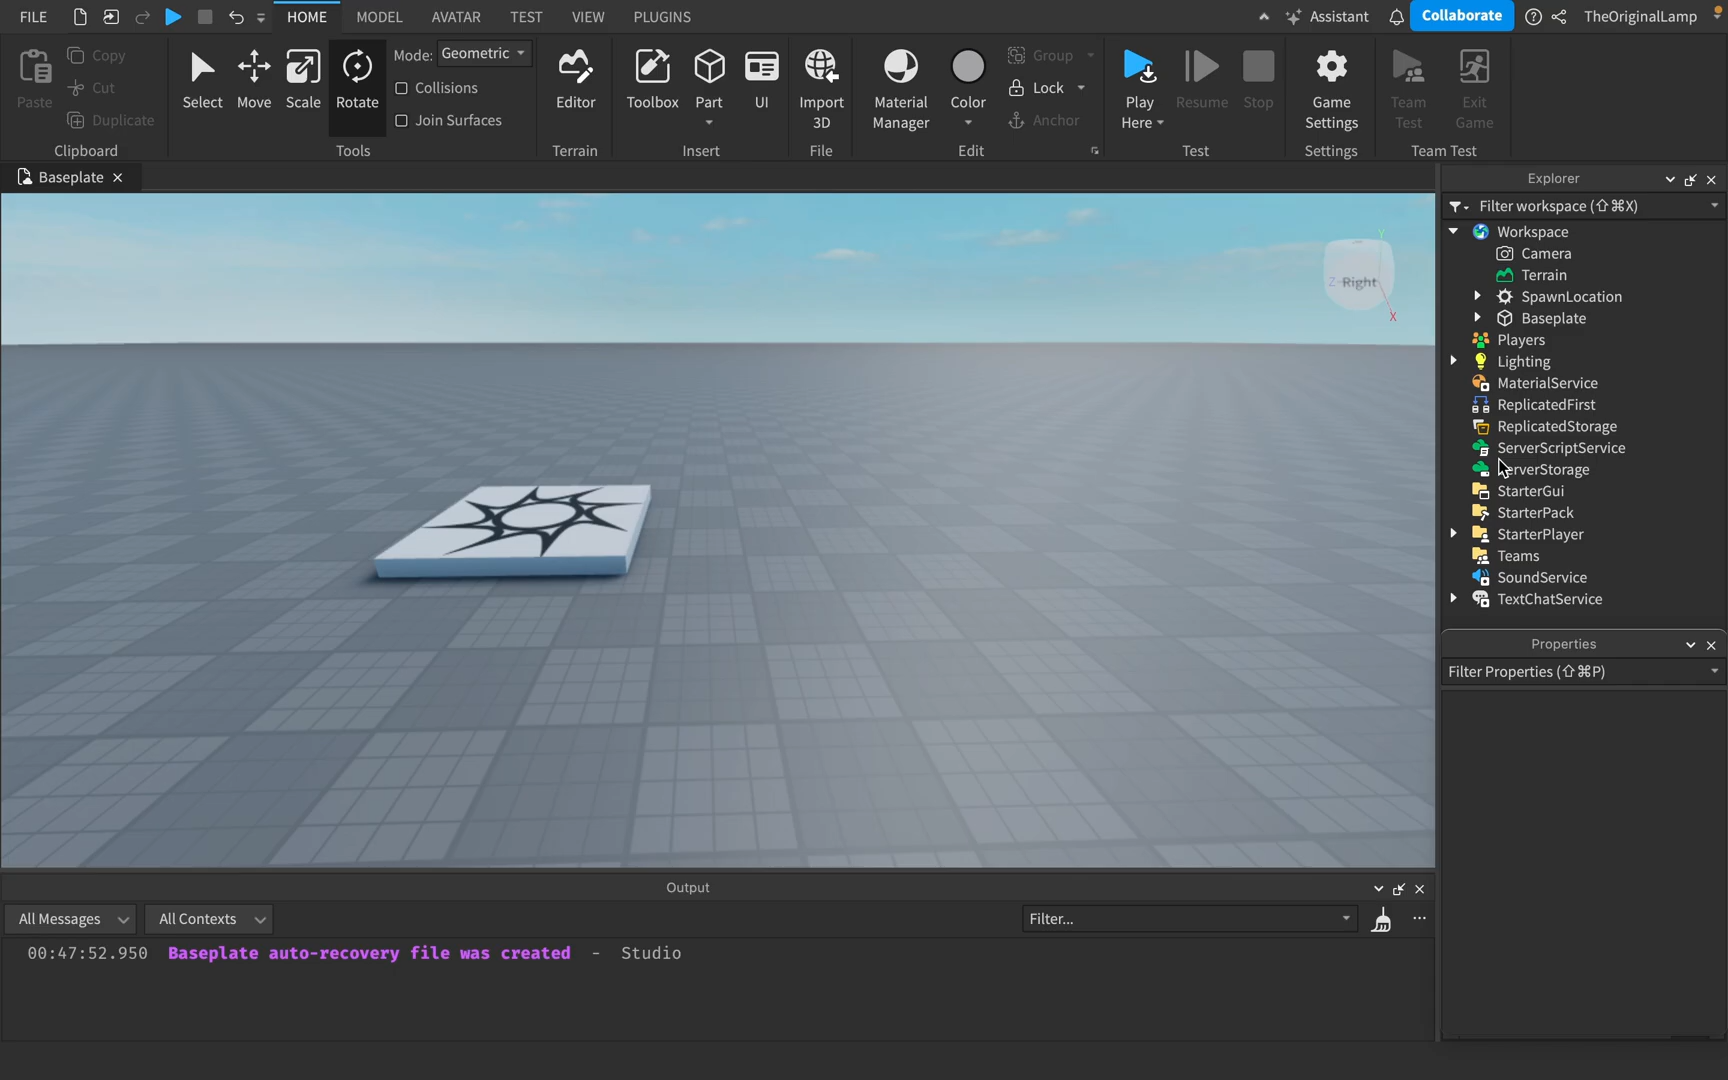 FILE
HOME
MODEL
AVATAR
TEST
VIEW
PLUGINS
Assistant
Collaborate
TheOriginalLamp
Paste
Copy
Cut
Duplicate
Clipboard
Select
Move
Scale
Rotate
Mode: Geometric
Collisions
Join Surfaces
Tools
Editor
Terrain
Toolbox
Part
UI
Insert
Import
3D
File
Material
Manager
Color
Group
Lock
Anchor
Edit
Play
Here
Resume
Stop
Test
Game
Settings
Settings
Team
Test
Exit
Game
Team Test
Baseplate
Right
Y
Z
X
Explorer
Filter workspace (⇧⌘X)
Workspace
Camera
Terrain
SpawnLocation
Baseplate
Players
Lighting
MaterialService
ReplicatedFirst
ReplicatedStorage
ServerScriptService
erverStorage
StarterGui
StarterPack
StarterPlayer
Teams
SoundService
TextChatService
Properties
Filter Properties (⇧⌘P)
Output
All Messages
All Contexts
Filter...
00:47:52.950 Baseplate auto-recovery file was created - Studio